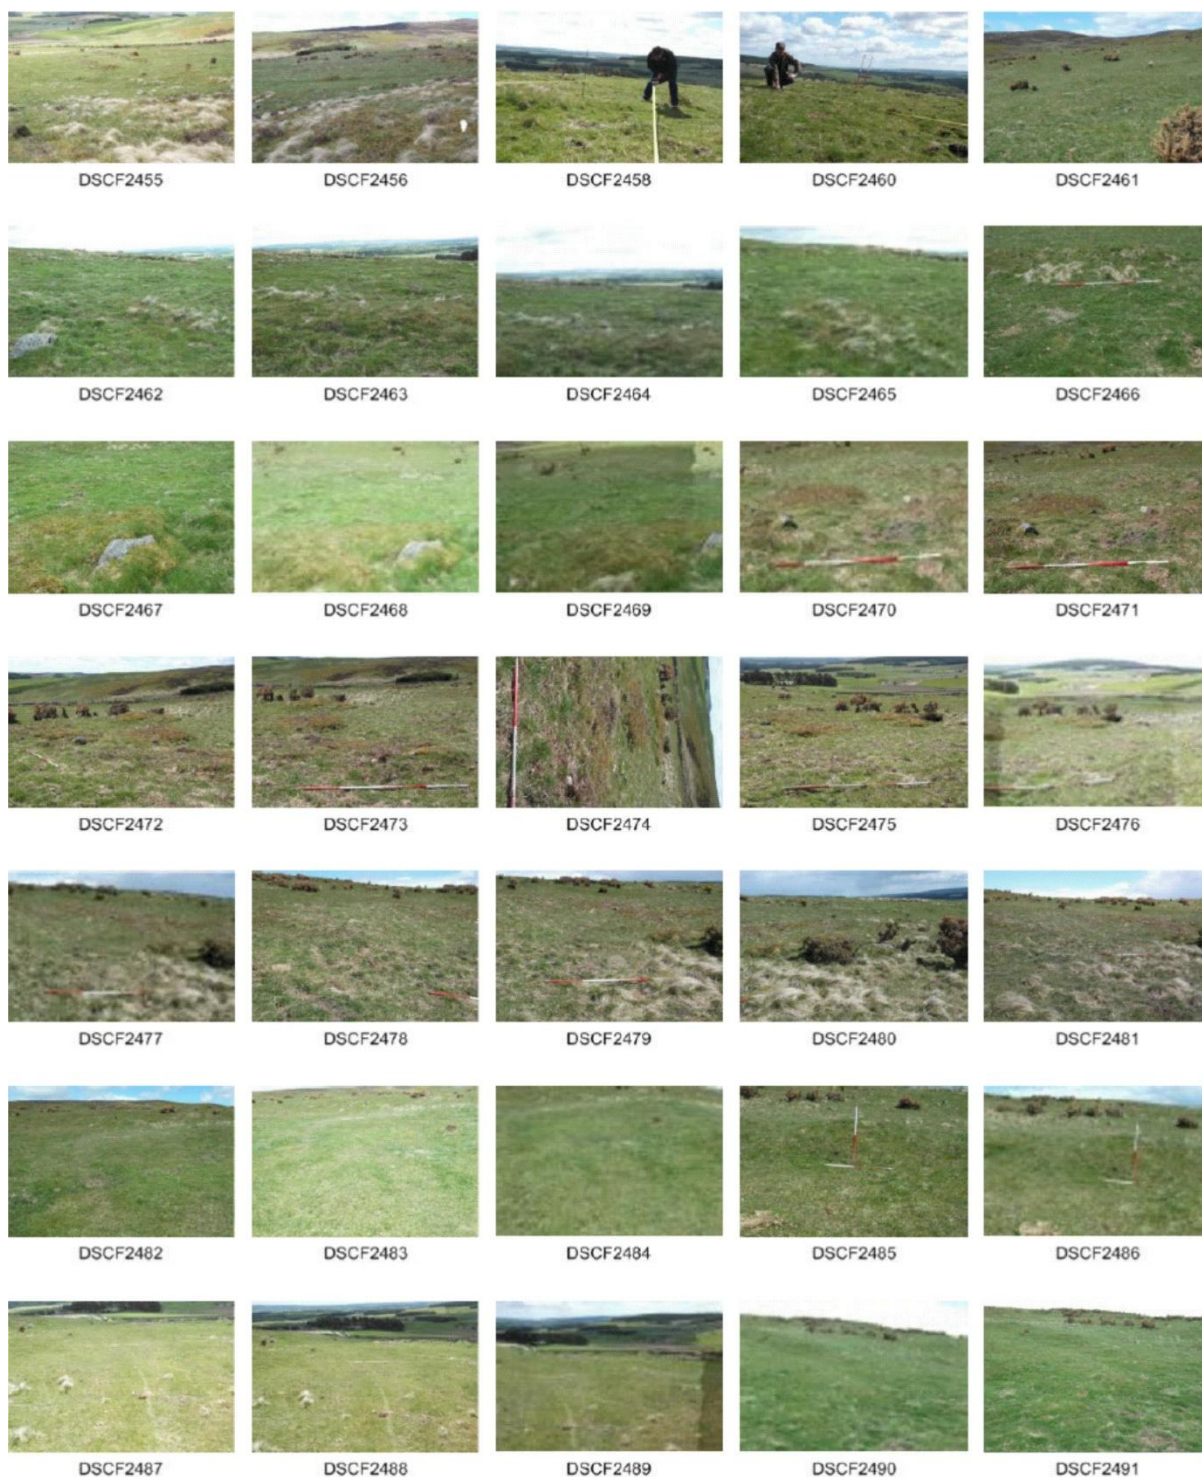 DSCF2455 DSCF2456 DSCF2458 DSCF2460 DSCF2461
DSCF2462 DSCF2463 DSCF2464 DSCF2465 DSCF2466
DSCF2467 DSCF2468 DSCF2469 DSCF2470 DSCF2471
DSCF2472 DSCF2473 DSCF2474 DSCF2475 DSCF2476
DSCF2477 DSCF2478 DSCF2479 DSCF2480 DSCF2481
DSCF2482 DSCF2483 DSCF2484 DSCF2485 DSCF2486
DSCF2487 DSCF2488 DSCF2489 DSCF2490 DSCF2491